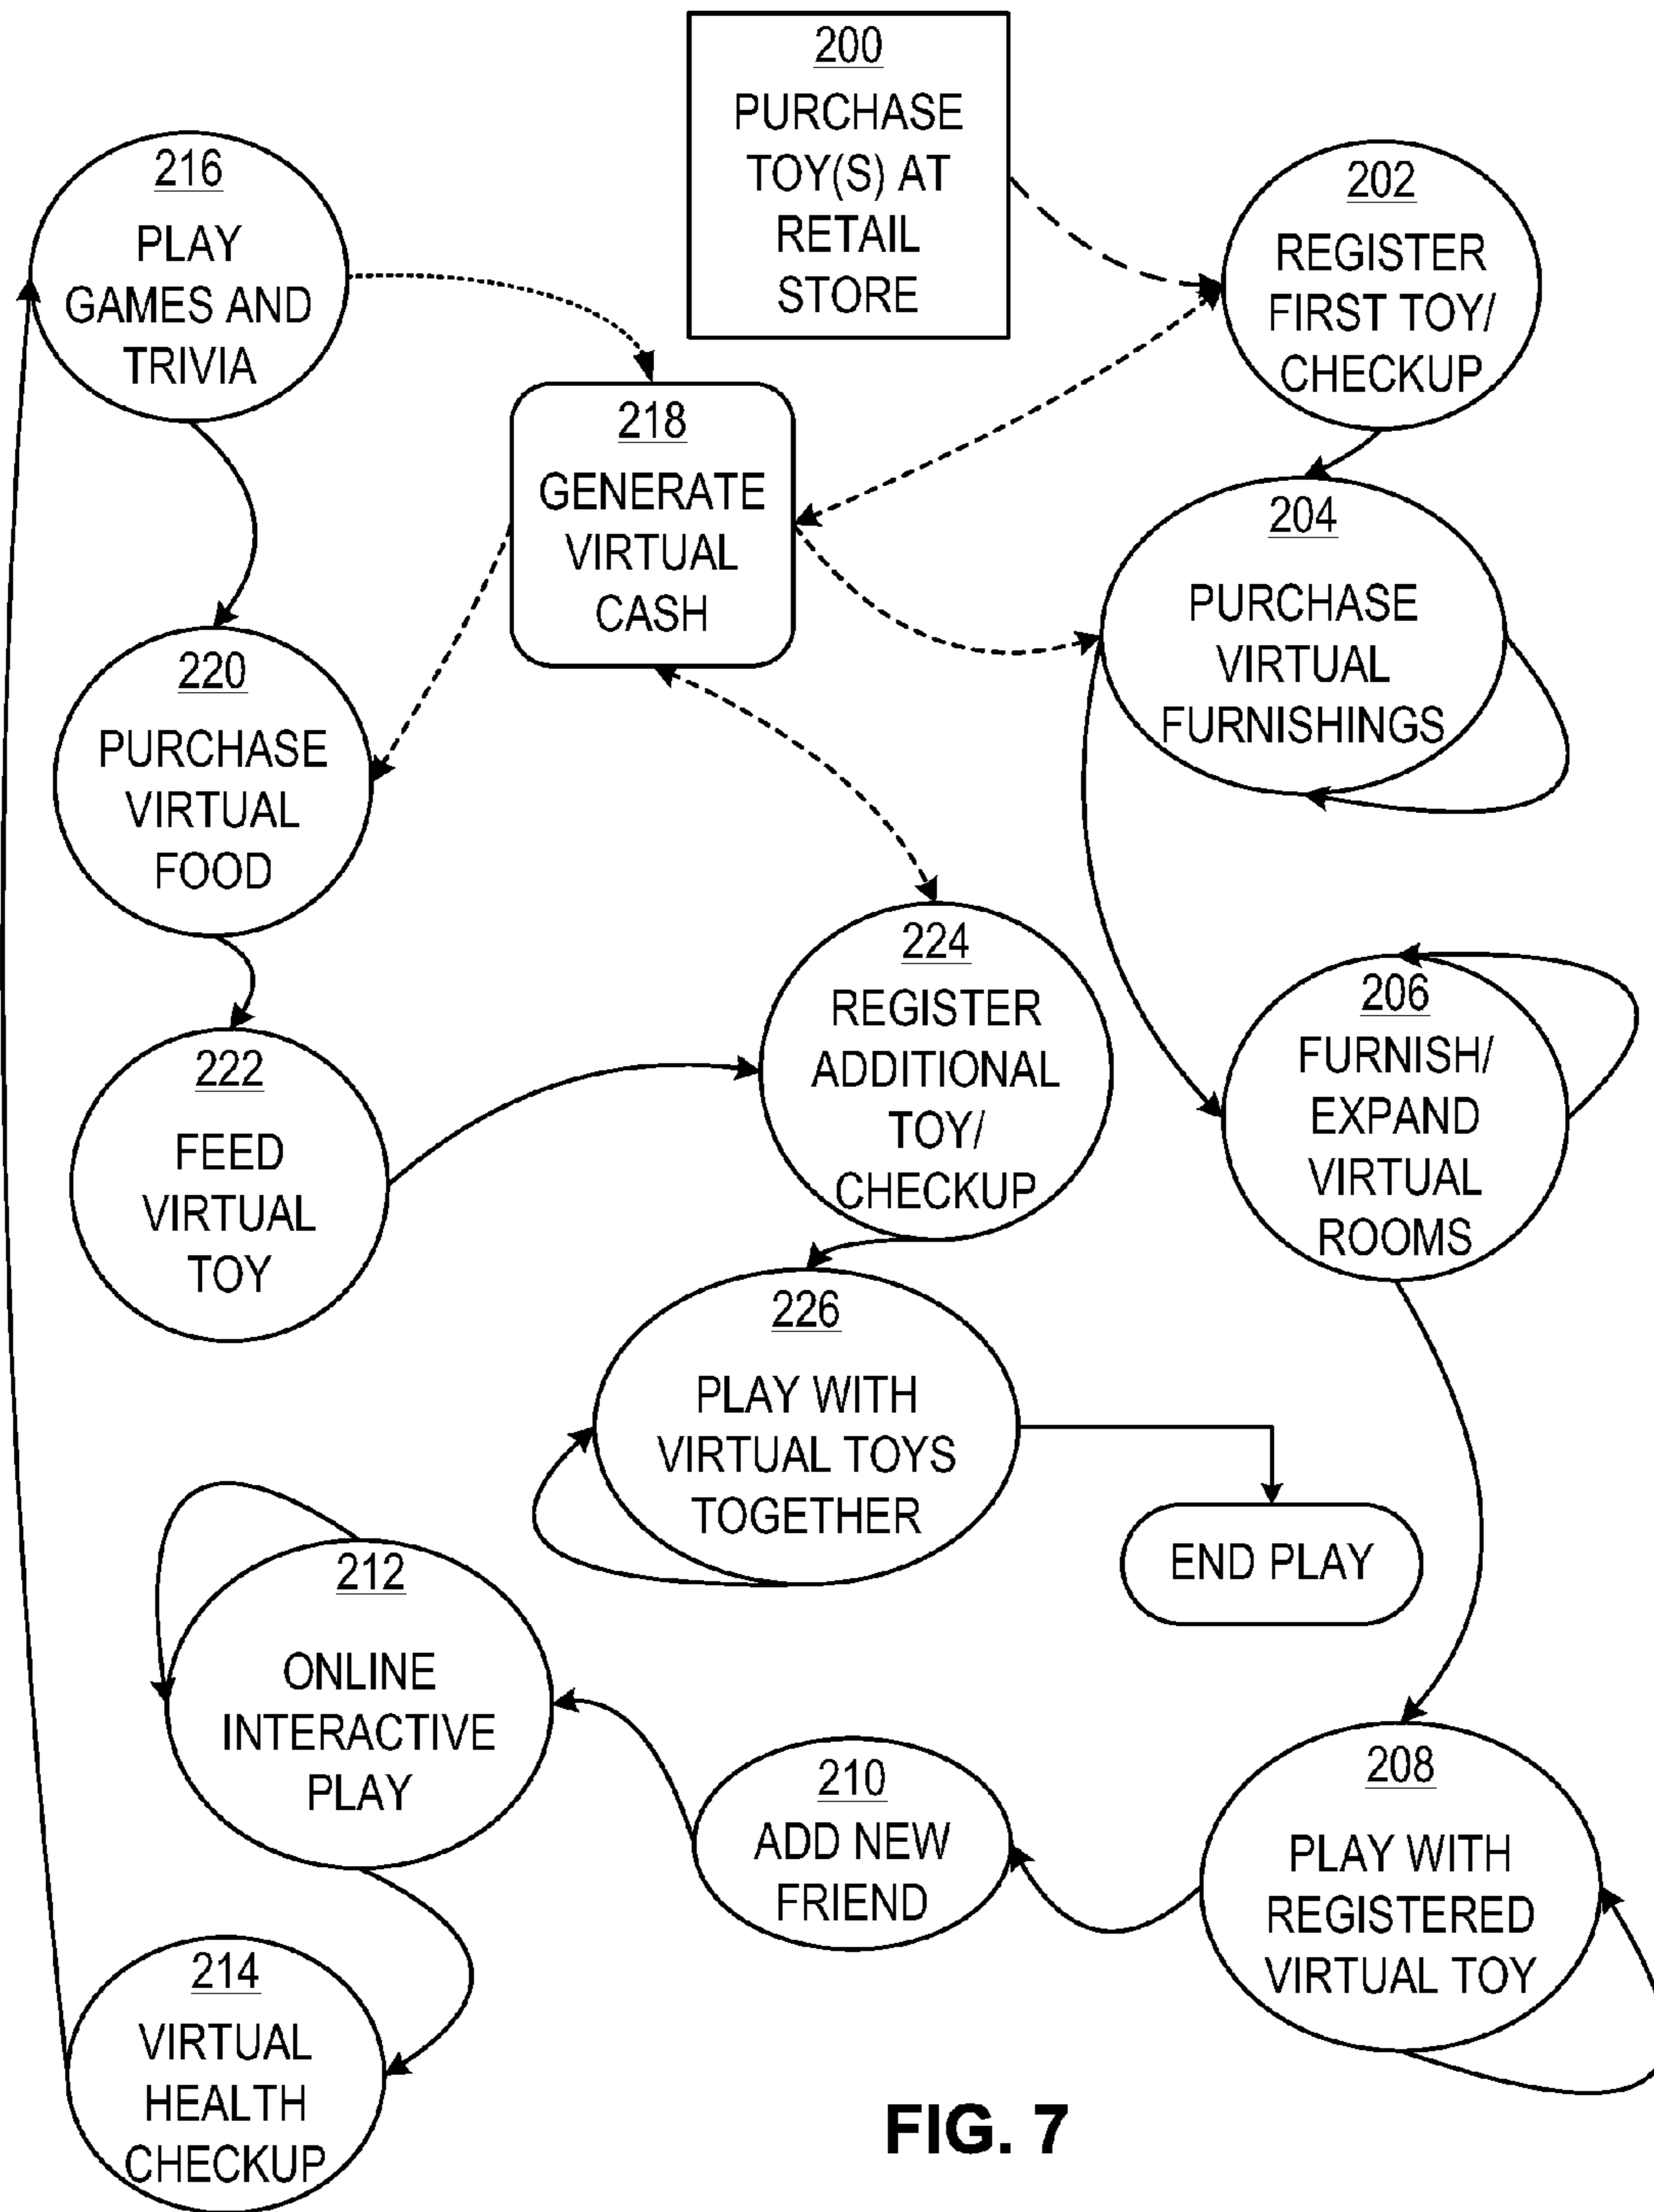 200
PURCHASE
TOY(S) AT
RETAIL
STORE
216
PLAY
GAMES AND
TRIVIA
202
REGISTER
FIRST TOY/
CHECKUP
218
GENERATE
VIRTUAL
CASH
204
PURCHASE
VIRTUAL
FURNISHINGS
220
PURCHASE
VIRTUAL
FOOD
224
REGISTER
ADDITIONAL
TOY/
CHECKUP
206
FURNISH/
EXPAND
VIRTUAL
ROOMS
222
FEED
VIRTUAL
TOY
226
PLAY WITH
VIRTUAL TOYS
TOGETHER
END PLAY
212
ONLINE
INTERACTIVE
PLAY
210
ADD NEW
FRIEND
208
PLAY WITH
REGISTERED
VIRTUAL TOY
214
VIRTUAL
HEALTH
CHECKUP
FIG. 7